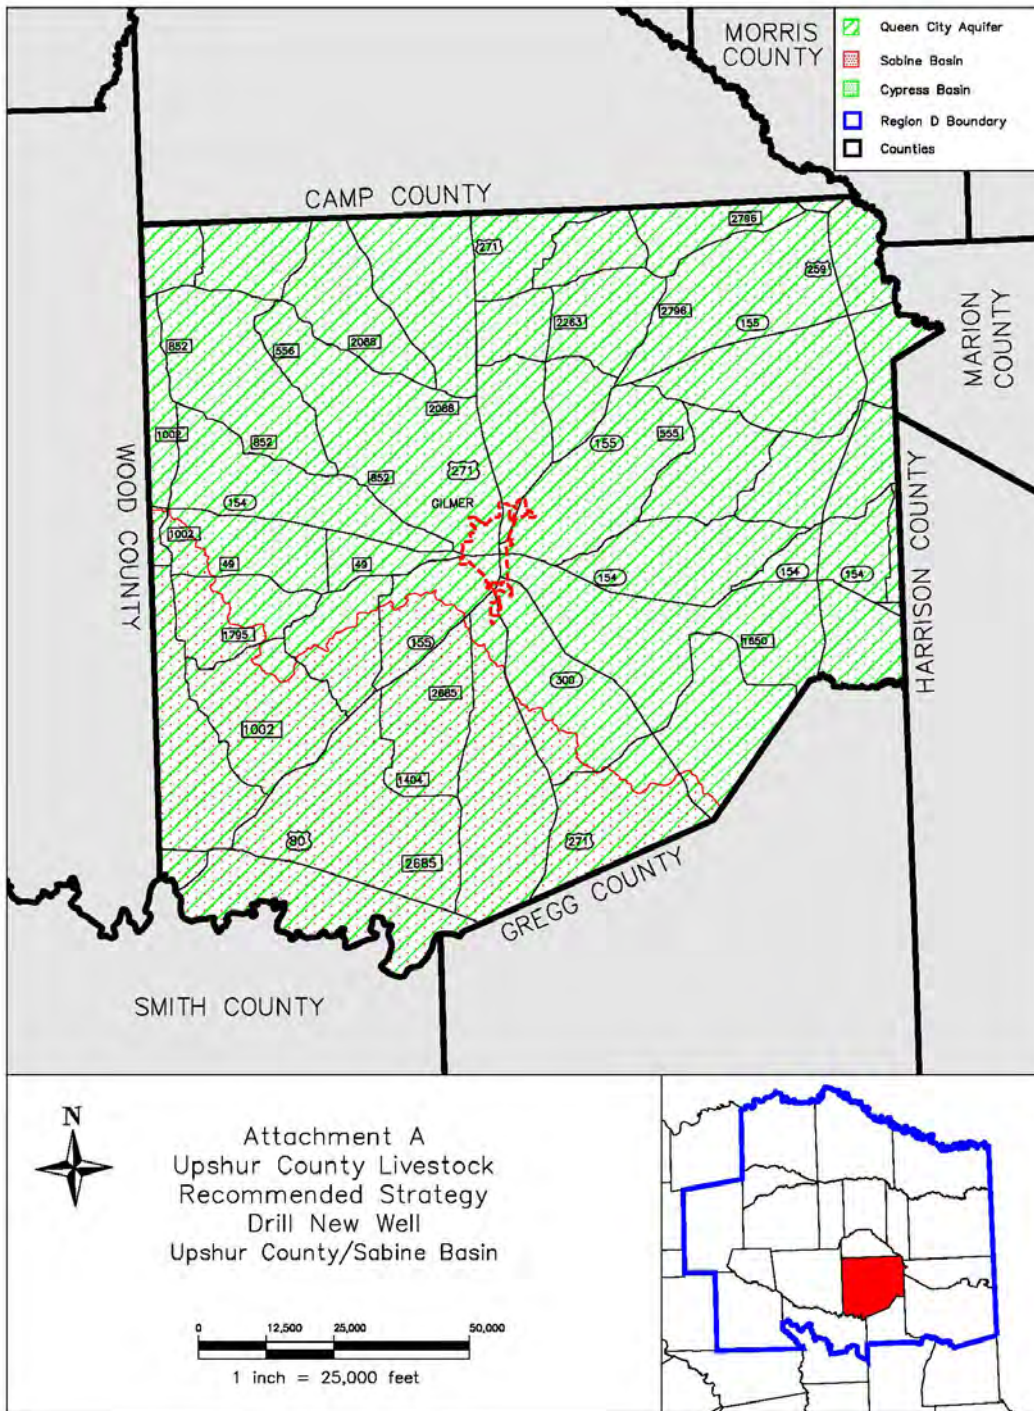 MORRIS
COUNTY
Queen City Aquifer
Sabine Basin
Cypress Basin
Region D Boundary
Counties
CAMP COUNTY
2796
271
259
2263
2796
155
852
556
2088
MARION
COUNTY
2088
1002
852
155
555
271
852
WOOD COUNTY
154
GILMER
HARRISON COUNTY
1002
49
49
154
154
154
1795
155
1650
300
2685
1002
1404
80
2685
271
GREGG COUNTY
SMITH COUNTY
N
Attachment A
Upshur County Livestock
Recommended Strategy
Drill New Well
Upshur County/Sabine Basin
0
12,500
25,000
50,000
1 inch = 25,000 feet